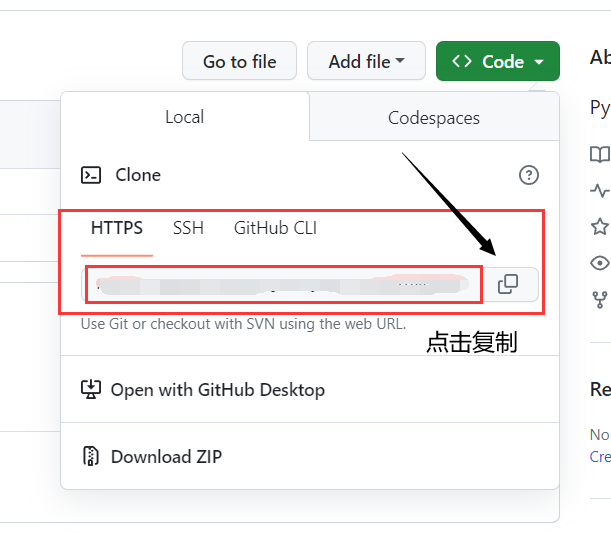 Go to file
Add file
Code
Ab
Local
Codespaces
Py
Clone
HTTPS
SSH
GitHub CLI
Use Git or checkout with SVN using the web URL.
点击复制
Open with GitHub Desktop
Re
No
Cre
Download ZIP